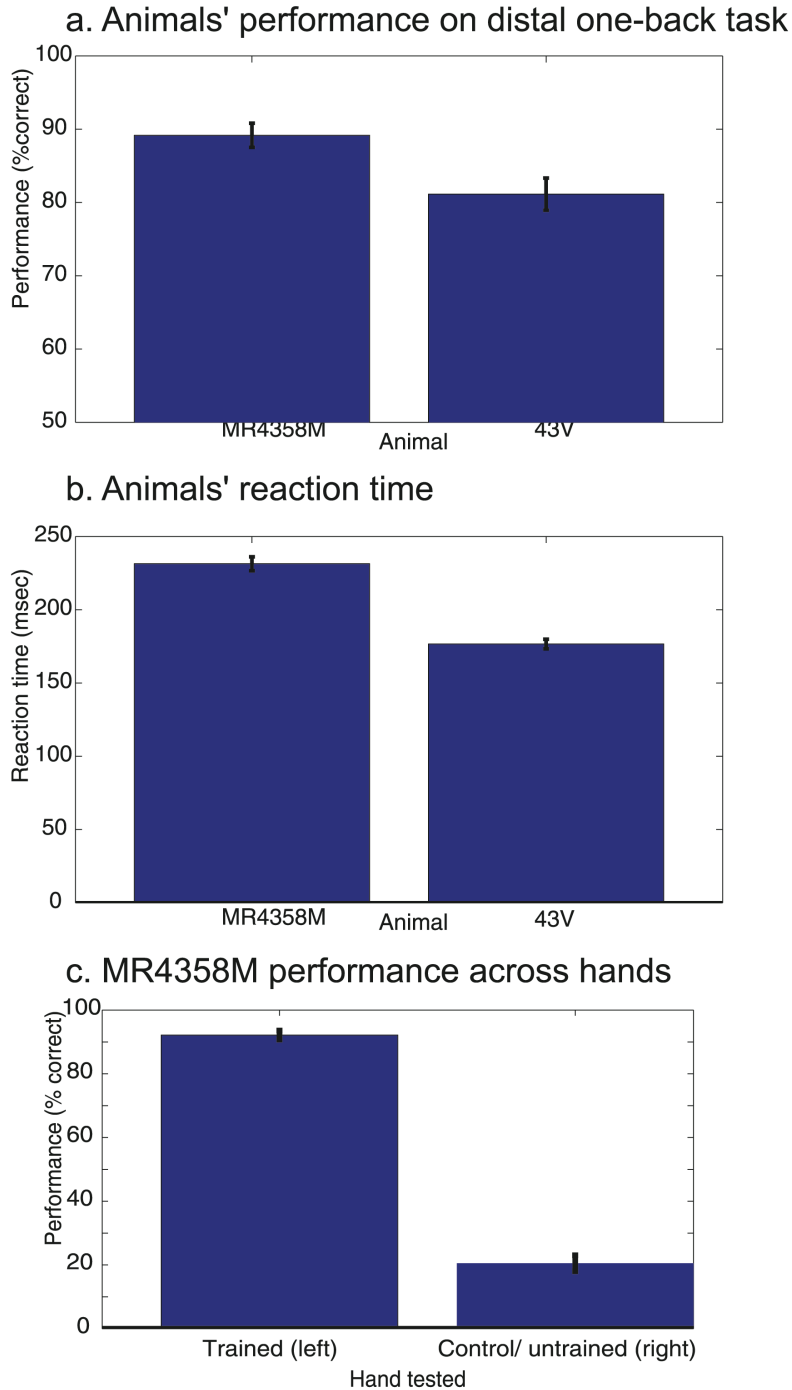 a. Animals' performance on distal one-back task
100
90
80
70
60
50
Performance (%correct)
MR4358M
43V
Animal
b. Animals' reaction time
250
200
150
100
50
0
Reaction time (msec)
MR4358M
43V
Animal
c. MR4358M performance across hands
100
80
60
40
20
0
Performance (% correct)
Trained (left)
Control/ untrained (right)
Hand tested